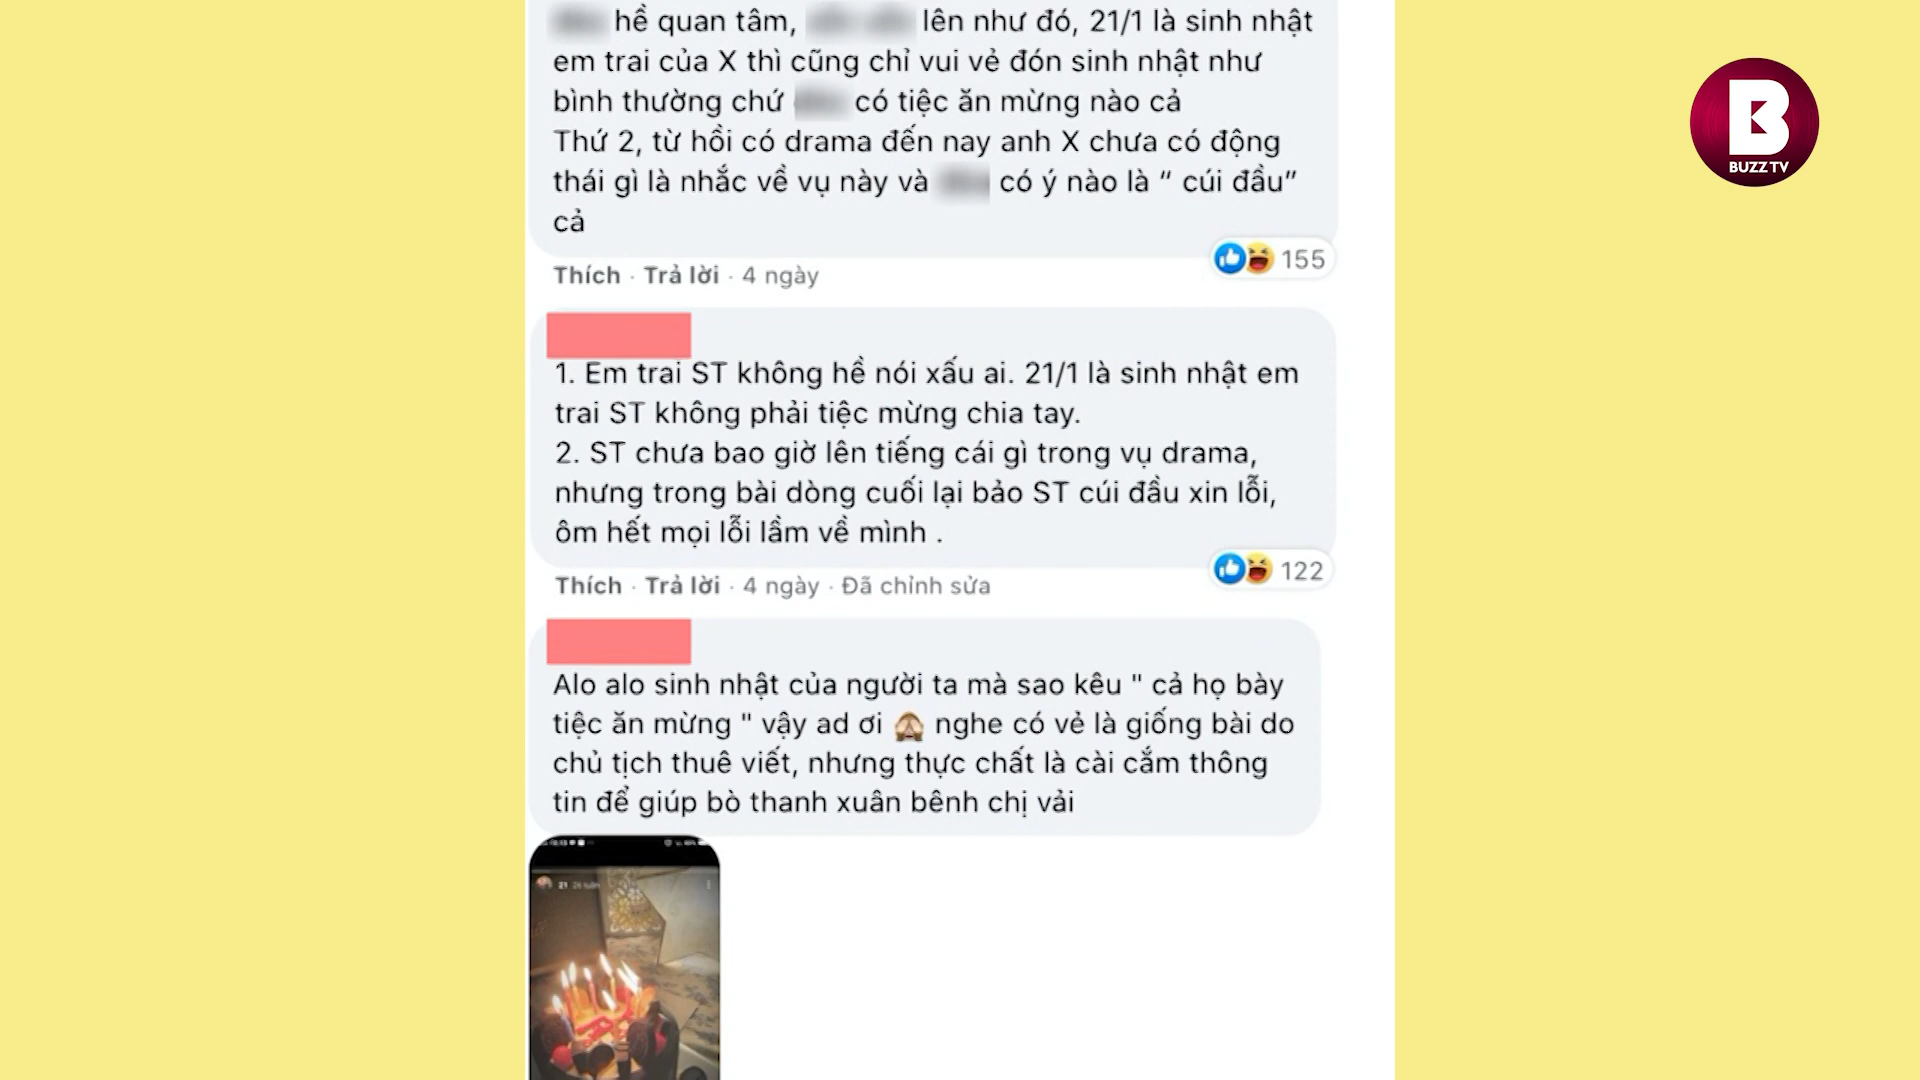 hề quan tâm, lên như đó, 21/1 là sinh nhật
em trai của X thì cũng chỉ vui vẻ đón sinh nhật như
bình thường chứ có tiệc ăn mừng nào cả
Thứ 2, từ hồi có drama đến nay anh X chưa có động
thái gì là nhắc về vụ này và có ý nào là “ cúi đầu”
cả
155
Thích · Trả lời · 4 ngày
1. Em trai ST không hề nói xấu ai. 21/1 là sinh nhật em
trai ST không phải tiệc mừng chia tay.
2. ST chưa bao giờ lên tiếng cái gì trong vụ drama,
nhưng trong bài dòng cuối lại bảo ST cúi đầu xin lỗi,
ôm hết mọi lỗi lầm về mình .
122
Thích · Trả lời · 4 ngày · Đã chỉnh sửa
Alo alo sinh nhật của người ta mà sao kêu " cả họ bày
tiệc ăn mừng " vậy ad ơi 🙈 nghe có vẻ là giống bài do
chủ tịch thuê viết, nhưng thực chất là cài cắm thông
tin để giúp bò thanh xuân bênh chị vải
B
BUZZ TV